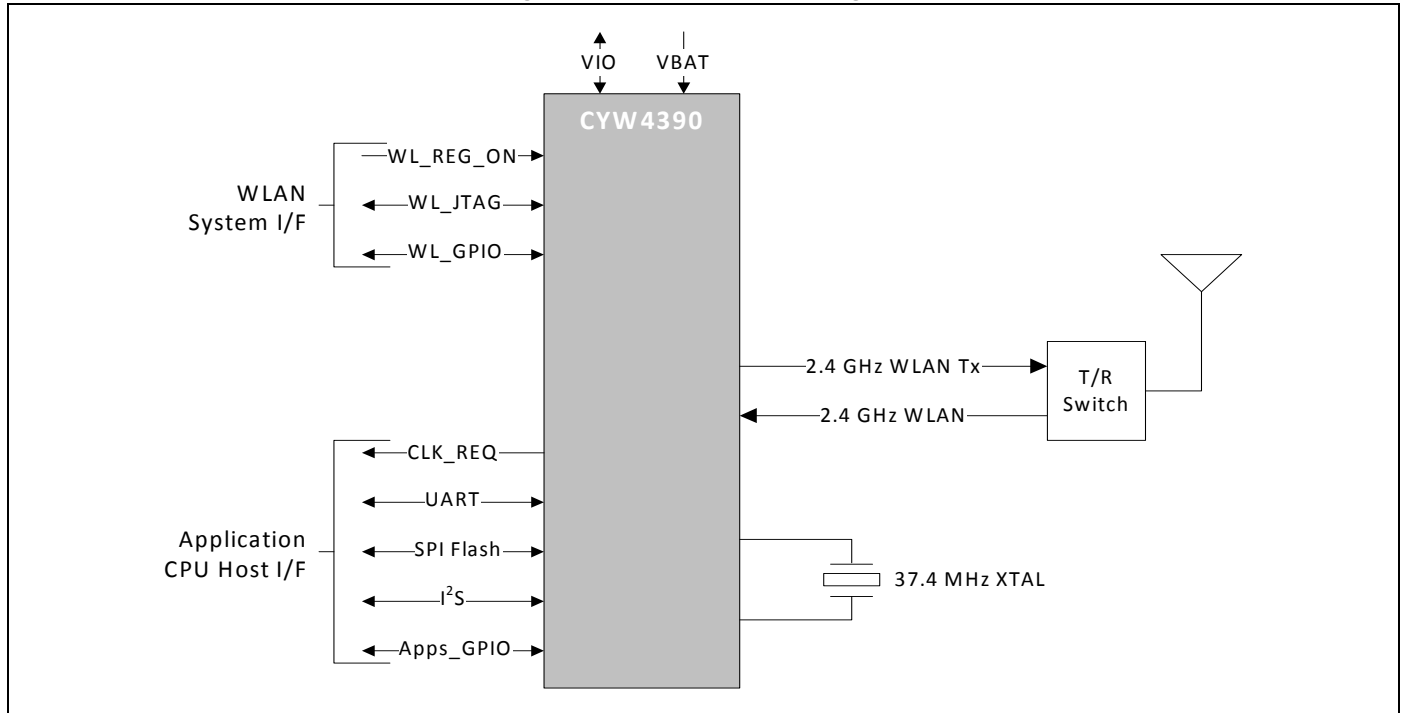 VIO VBAT
CYW4390
WLAN
System I/F
WL_REG_ON
WL_JTAG
WL_GPIO
2.4 GHz WLAN Tx
2.4 GHz WLAN
T/R
Switch
Application
CPU Host I/F
CLK_REQ
UART
SPI Flash
I²S
Apps_GPIO
37.4 MHz XTAL